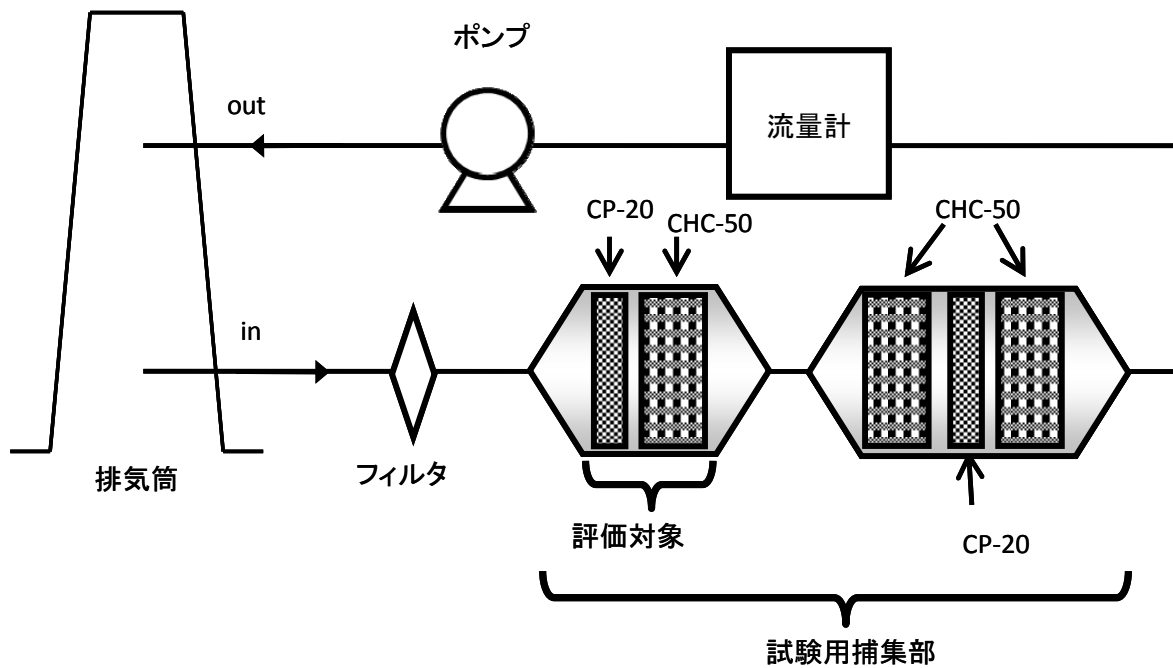 ポンプ
out
流量計
CP-20
CHC-50
CHC-50
in
排気筒
フィルタ
評価対象
CP-20
試験用捕集部